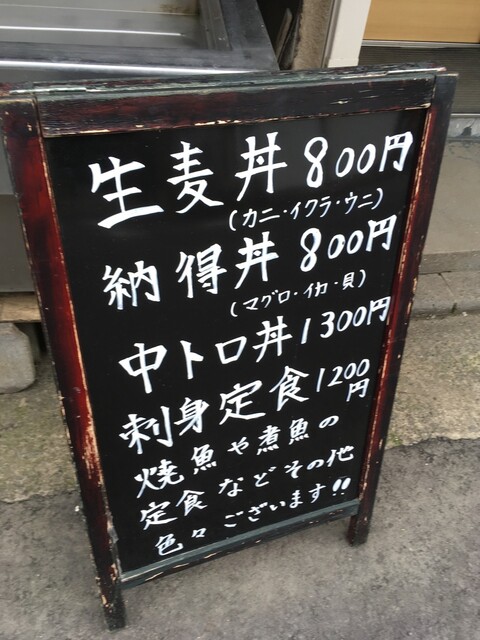 生麦丼 800円
(カニ・イクラ・ウニ)
納得丼 800円
(マグロ・イカ・貝)
中トロ丼 1300円
刺身定食 1200円
焼魚や煮魚の
定食などその他
色々ございます!!